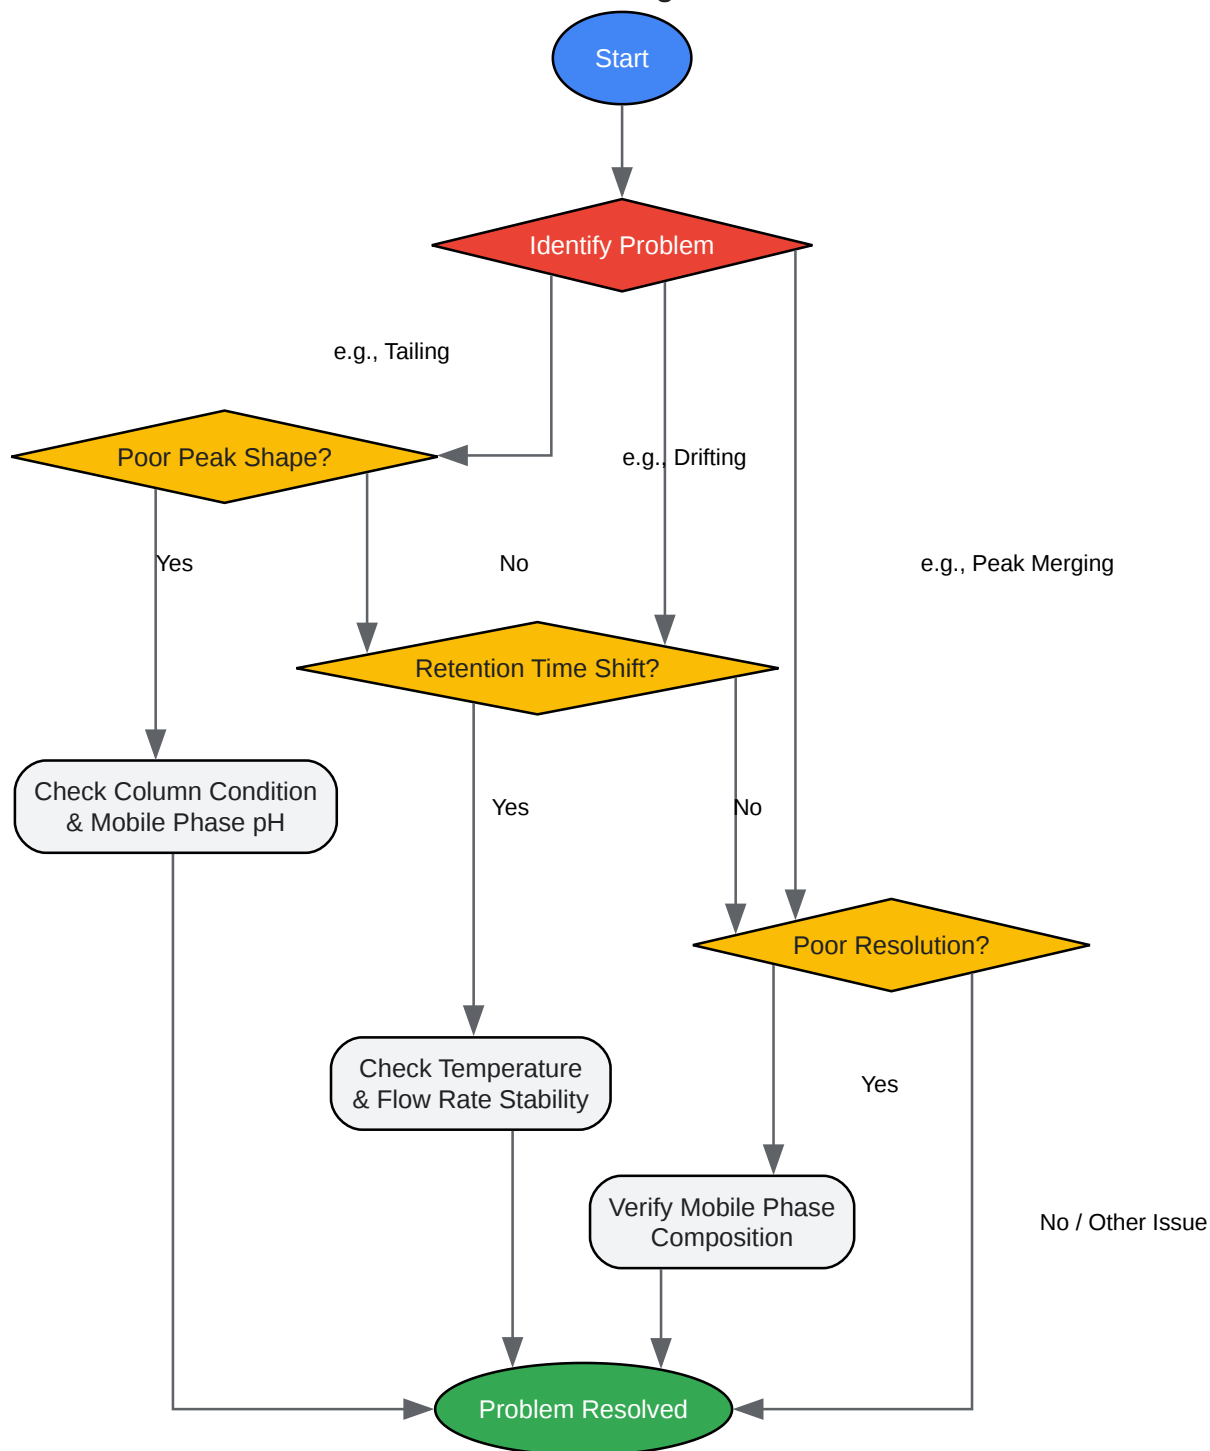 Start
Identify Problem
e.g., Tailing
Poor Peak Shape?
e.g., Drifting
Yes
No
e.g., Peak Merging
Retention Time Shift?
Check Column Condition
& Mobile Phase pH
Yes
No
Poor Resolution?
Check Temperature
& Flow Rate Stability
Yes
Verify Mobile Phase
Composition
No / Other Issue
Problem Resolved